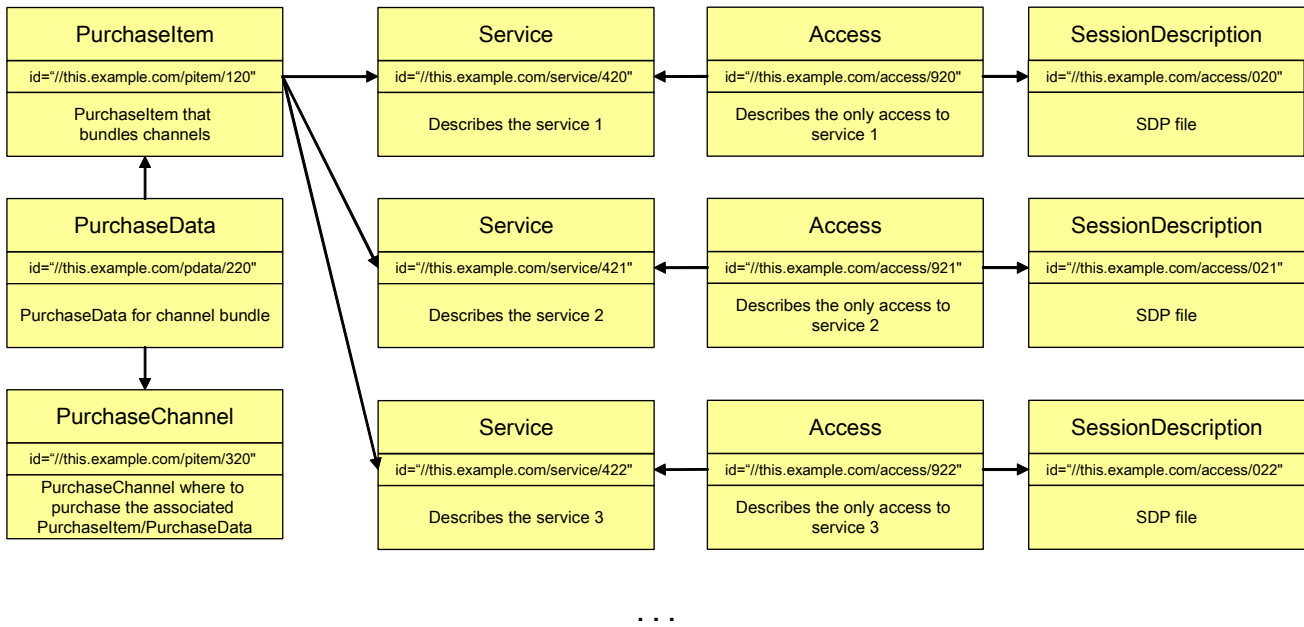 PurchaseItem
id=“//this.example.com/pitem/120"
PurchaseItem that
bundles channels
Service
id=“//this.example.com/service/420"
Describes the service 1
Access
id=“//this.example.com/access/920"
Describes the only access to
service 1
SessionDescription
id=“//this.example.com/access/020"
SDP file
PurchaseData
id=“//this.example.com/pdata/220"
PurchaseData for channel bundle
Service
id=“//this.example.com/service/421"
Describes the service 2
Access
id=“//this.example.com/access/921"
Describes the only access to
service 2
SessionDescription
id=“//this.example.com/access/021"
SDP file
PurchaseChannel
id=“//this.example.com/pitem/320"
PurchaseChannel where to
purchase the associated
PurchaseItem/PurchaseData
Service
id=“//this.example.com/service/422"
Describes the service 3
Access
id=“//this.example.com/access/922"
Describes the only access to
service 3
SessionDescription
id=“//this.example.com/access/022"
SDP file
...